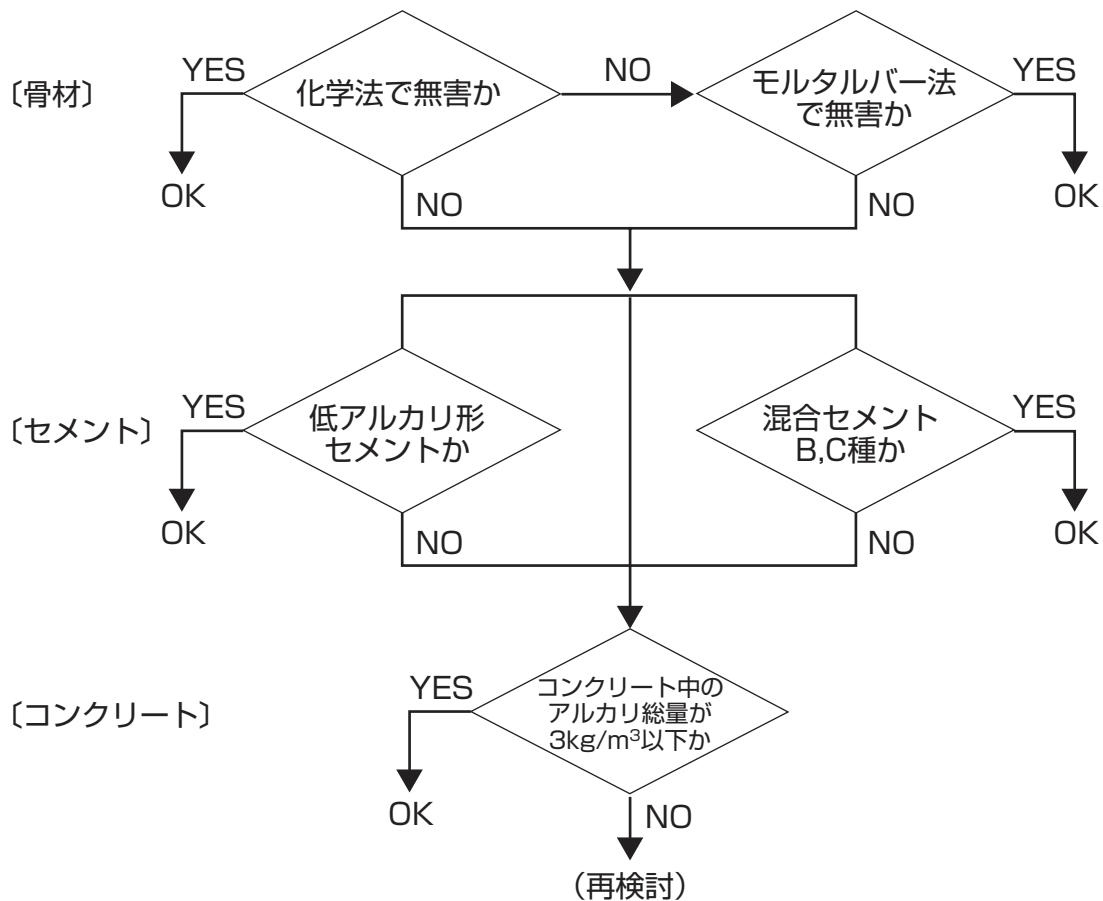 YES
NO
YES
〔骨材〕
化学法で無害か
モルタルバー法
で無害か
OK
NO
NO
OK
YES
YES
〔セメント〕
低アルカリ形
セメントか
混合セメント
B,C種か
OK
NO
NO
OK
YES
〔コンクリート〕
コンクリート中の
アルカリ総量が
3kg/m³以下か
OK
NO
(再検討)